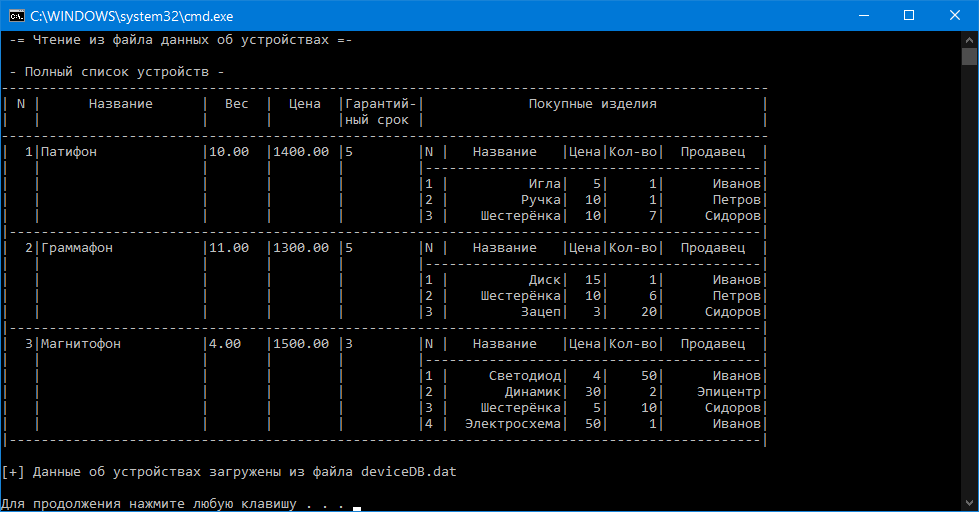 C:\WINDOWS\system32\cmd.exe
-= Чтение из файла данных об устройствах =-
- Полный список устройств -
--------------------------------------------------------------------------------
| N | Название | Вес | Цена |Гарантий-| Покупные изделия |
| | | | |ный срок | |
--------------------------------------------------------------------------------
| 1|Патифон |10.00 |1400.00 |5 |N | Название |Цена|Кол-во| Продавец |
| | | | | |------------------------------------------|
| | | | | |1 | Игла| 5| 1| Иванов|
| | | | | |2 | Ручка| 10| 1| Петров|
| | | | | |3 | Шестерёнка| 10| 7| Сидоров|
|----------------------------------------------------------------------------------------------|
| 2|Граммафон |11.00 |1300.00 |5 |N | Название |Цена|Кол-во| Продавец |
| | | | | |------------------------------------------|
| | | | | |1 | Диск| 15| 1| Иванов|
| | | | | |2 | Шестерёнка| 10| 6| Петров|
| | | | | |3 | Зацеп| 3| 20| Сидоров|
|----------------------------------------------------------------------------------------------|
| 3|Магнитофон |4.00 |1500.00 |3 |N | Название |Цена|Кол-во| Продавец |
| | | | | |------------------------------------------|
| | | | | |1 | Светодиод| 4| 50| Иванов|
| | | | | |2 | Динамик| 30| 2| Эпицентр|
| | | | | |3 | Шестерёнка| 5| 10| Сидоров|
| | | | | |4 | Электросхема| 50| 1| Иванов|
|----------------------------------------------------------------------------------------------|
[+] Данные об устройствах загружены из файла deviceDB.dat
Для продолжения нажмите любую клавишу . . .